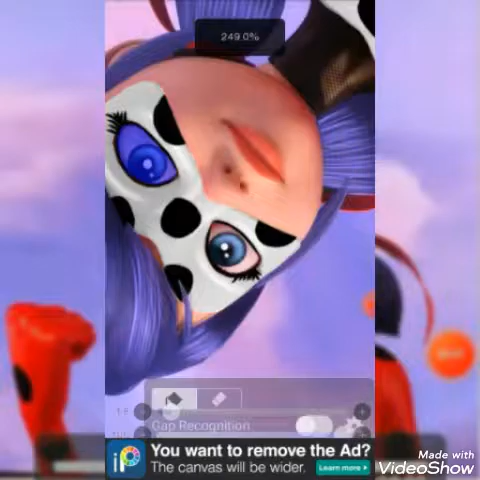 249.0%
Gap Recognition
iP
You want to remove the Ad?
The canvas will be wider.
Learn more
Made with
VideoShow